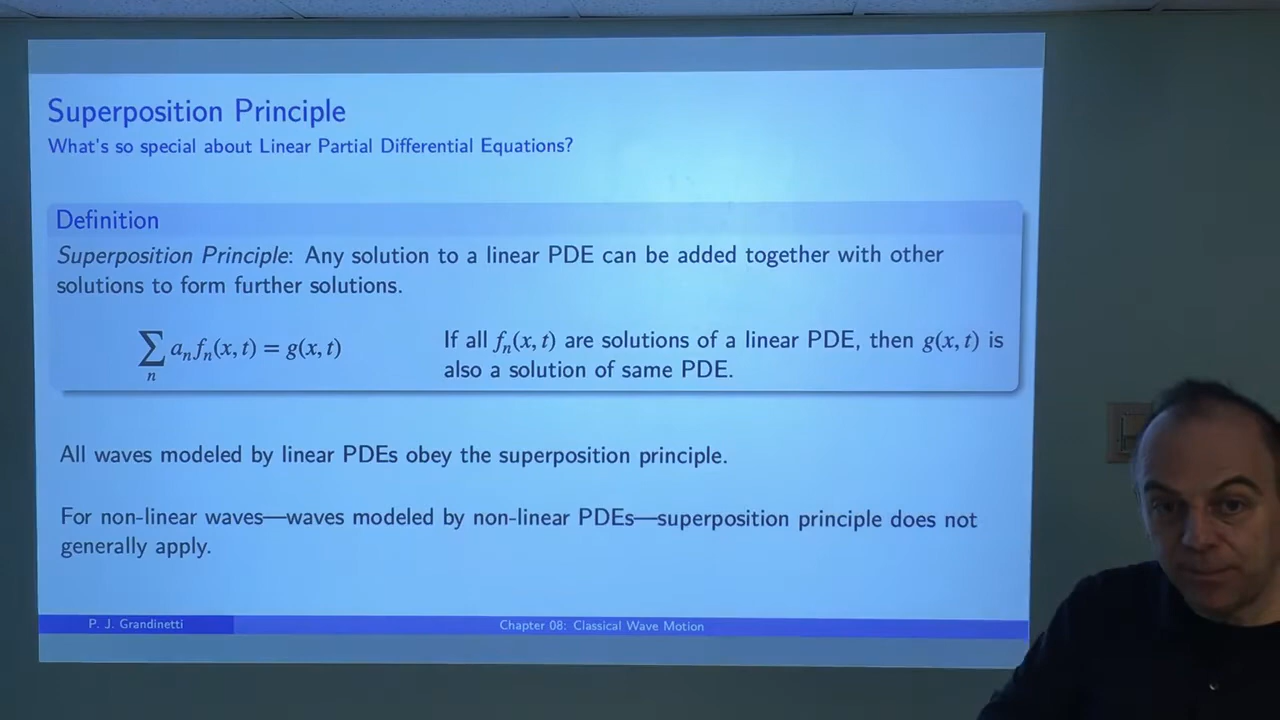 Superposition Principle
What's so special about Linear Partial Differential Equations?
Definition
Superposition Principle: Any solution to a linear PDE can be added together with other
solutions to form further solutions.
∑ₙ aₙfₙ(x, t) = g(x, t)
If all fₙ(x, t) are solutions of a linear PDE, then g(x, t) is
also a solution of same PDE.
All waves modeled by linear PDEs obey the superposition principle.
For non-linear waves—waves modeled by non-linear PDEs—superposition principle does not
generally apply.
P. J. Grandinetti
Chapter 08: Classical Wave Motion